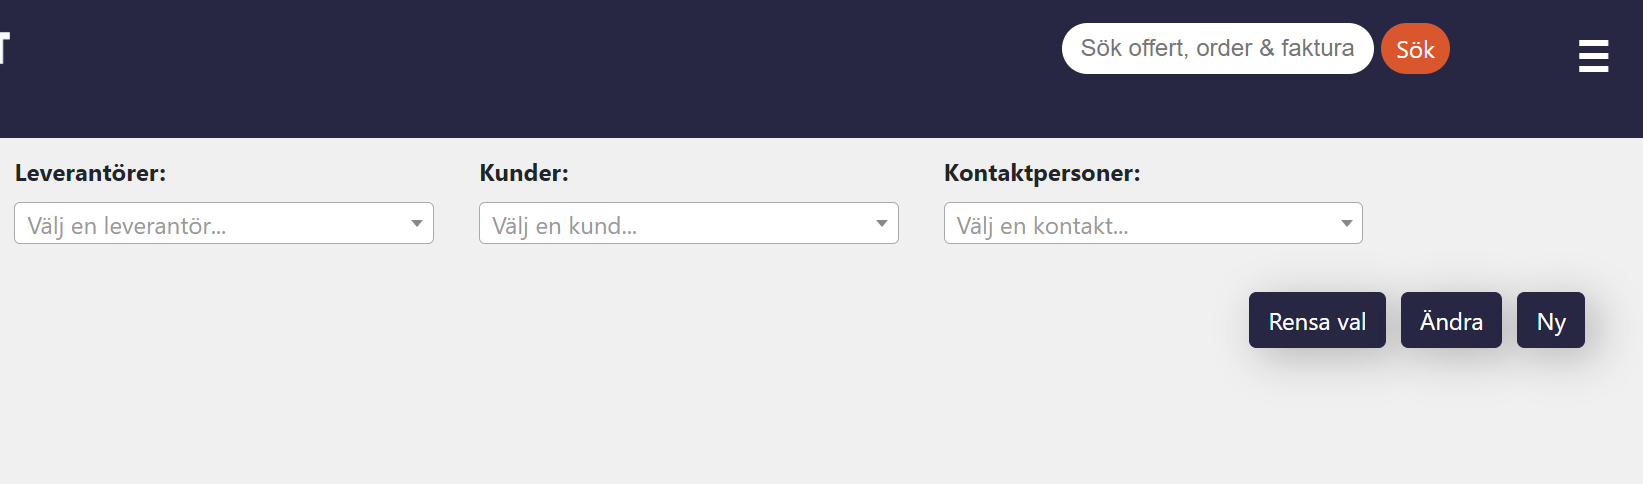 Sök offert, order & faktura Sök
Leverantörer: Kunder: Kontaktpersoner:
Välj en leverantör... Välj en kund... Välj en kontakt...
Rensa val Ändra Ny